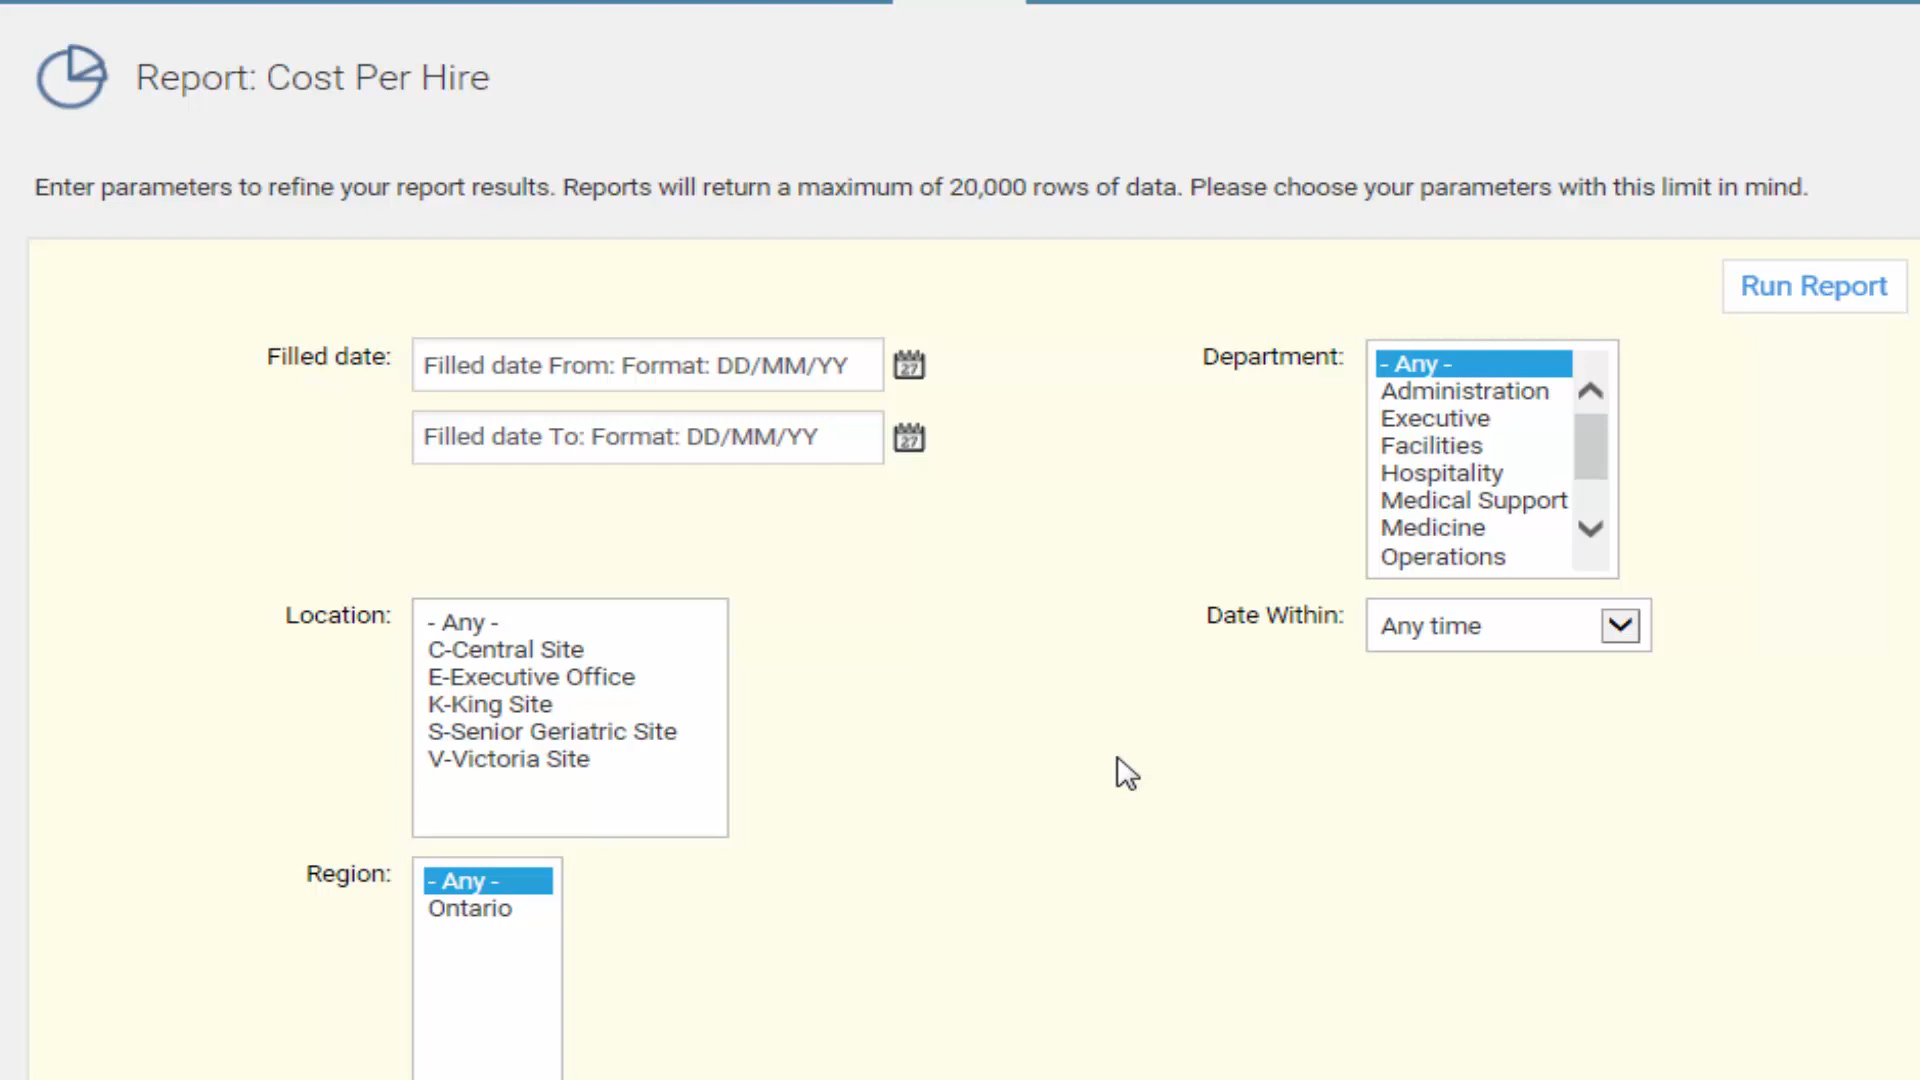 Report: Cost Per Hire
Enter parameters to refine your report results. Reports will return a maximum of 20,000 rows of data. Please choose your parameters with this limit in mind.
Run Report
Filled date:
Filled date From: Format: DD/MM/YY
27
Filled date To: Format: DD/MM/YY
27
Department:
- Any -
Administration
Executive
Facilities
Hospitality
Medical Support
Medicine
Operations
Location:
- Any -
C-Central Site
E-Executive Office
K-King Site
S-Senior Geriatric Site
V-Victoria Site
Date Within:
Any time
Region:
- Any -
Ontario